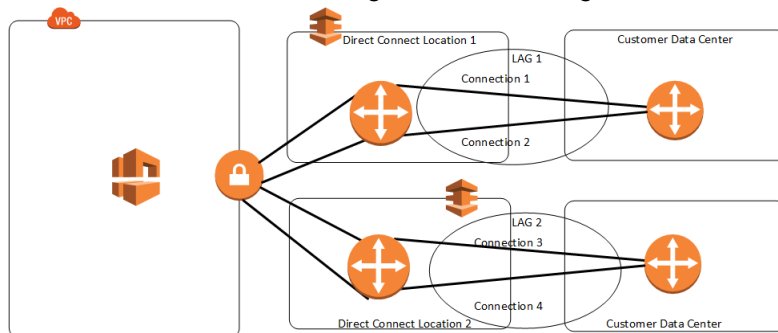 VPC
Direct Connect Location 1
Customer Data Center
LAG 1
Connection 1
Connection 2
LAG 2
Connection 3
Connection 4
Direct Connect Location 2
Customer Data Center